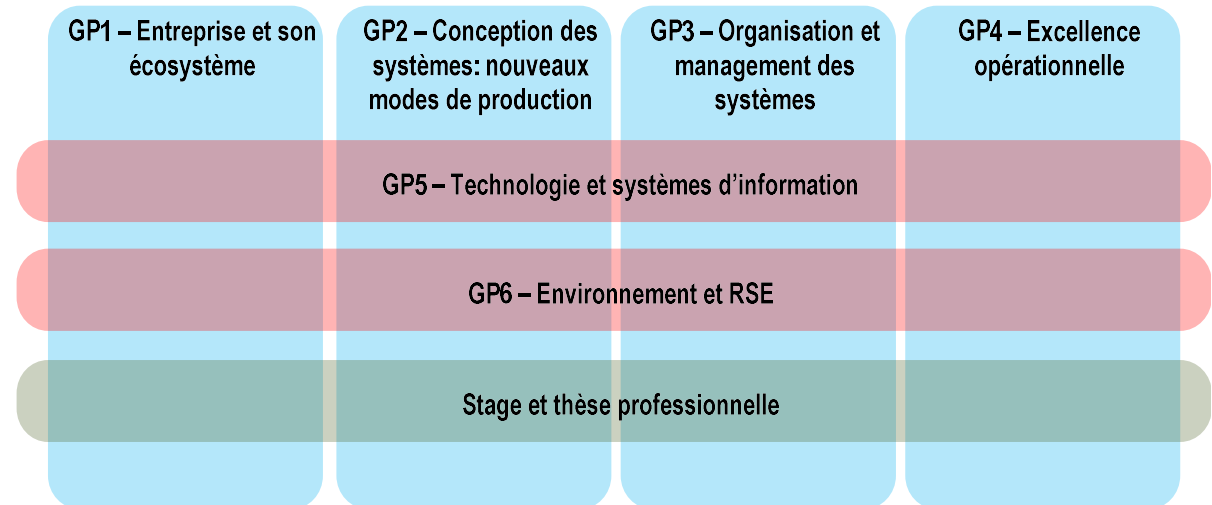 GP1 – Entreprise et son
écosystème
GP2 – Conception des
systèmes: nouveaux
modes de production
GP3 – Organisation et
management des
systèmes
GP4 – Excellence
opérationnelle
GP5 – Technologie et systèmes d'information
GP6 – Environnement et RSE
Stage et thèse professionnelle